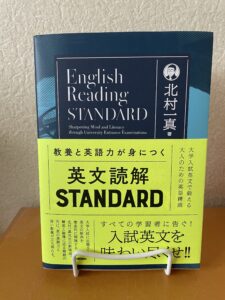 English
Reading
STANDARD
Sharpening Mind and Literacy
through University Entrance Examinations
北村一真
教養と英語力が身につく
英文読解
STANDARD
大学入試英文で鍛える
大人のための英語講座
すべての学習者に告ぐ!
入試英文を
味わい尽くせ!!